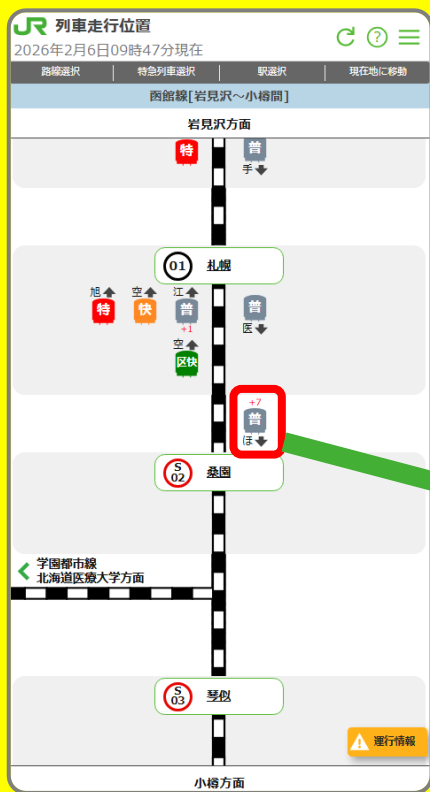 JR 列車走行位置
2026年2月6日09時47分現在
路線選択 特急列車選択 駅選択 現在地に移動
函館線[岩見沢～小樽間]
岩見沢方面
特 普
手
01 札幌
旭 空 江
特 快 普 普
+1 医
空
区快
+7
普
ほ
S02 桑園
学園都市線
北海道医療大学方面
S03 琴似
運行情報
小樽方面